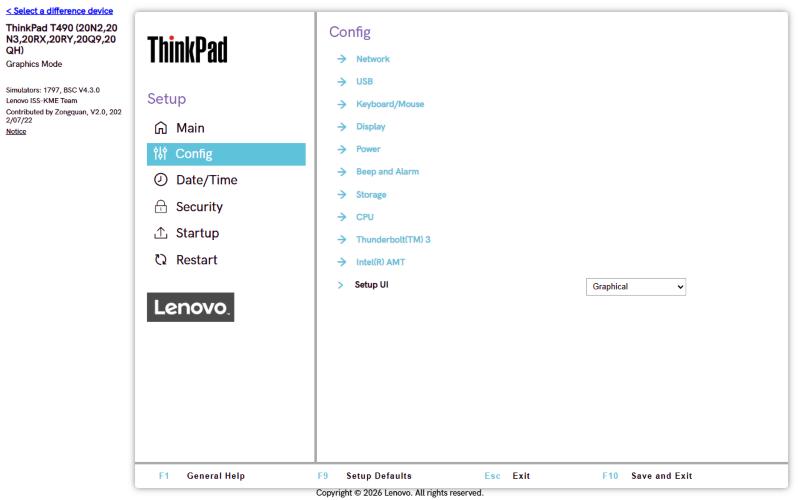 < Select a difference device
ThinkPad T490 (20N2,20
N3,20RX,20RY,20Q9,20
QH)
Graphics Mode
Simulators: 1797, BSC V4.3.0
Lenovo ISS-KME Team
Contributed by Zongquan, V2.0, 202
2/07/22
Notice
ThinkPad
Setup
Main
Config
Date/Time
Security
Startup
Restart
Lenovo.
Config
Network
USB
Keyboard/Mouse
Display
Power
Beep and Alarm
Storage
CPU
Thunderbolt(TM) 3
Intel(R) AMT
> Setup UI Graphical
F1 General Help F9 Setup Defaults Esc Exit F10 Save and Exit
Copyright © 2026 Lenovo. All rights reserved.